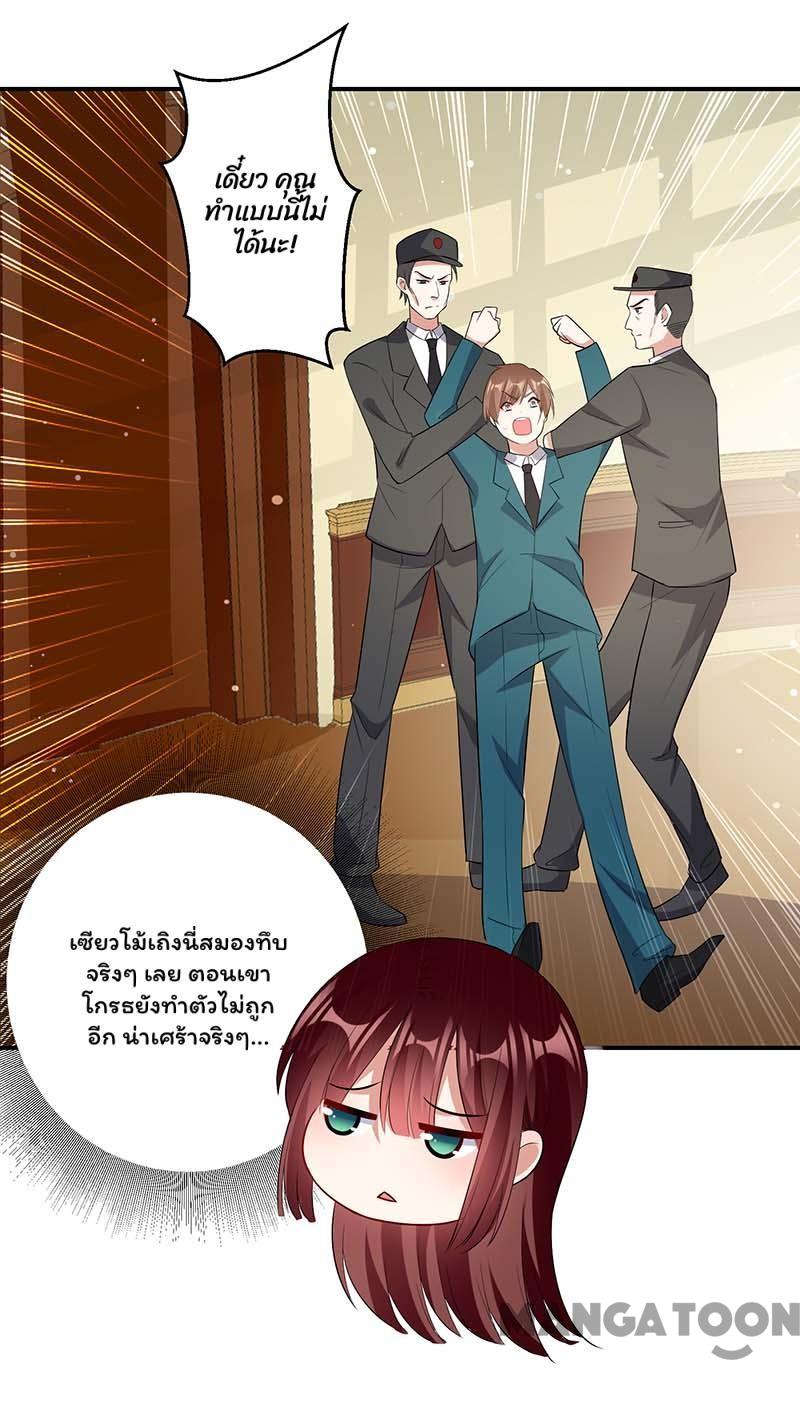 เดี๋ยว คุณ
ทำแบบนี้ไม่
ได้นะ!
เซียวโม้เถิงนี่สมองทึบ
จริงๆ เลย ตอนเขา
โกรธยังทำตัวไม่ถูก
อีก น่าเศร้าจริงๆ...
MANGATOON